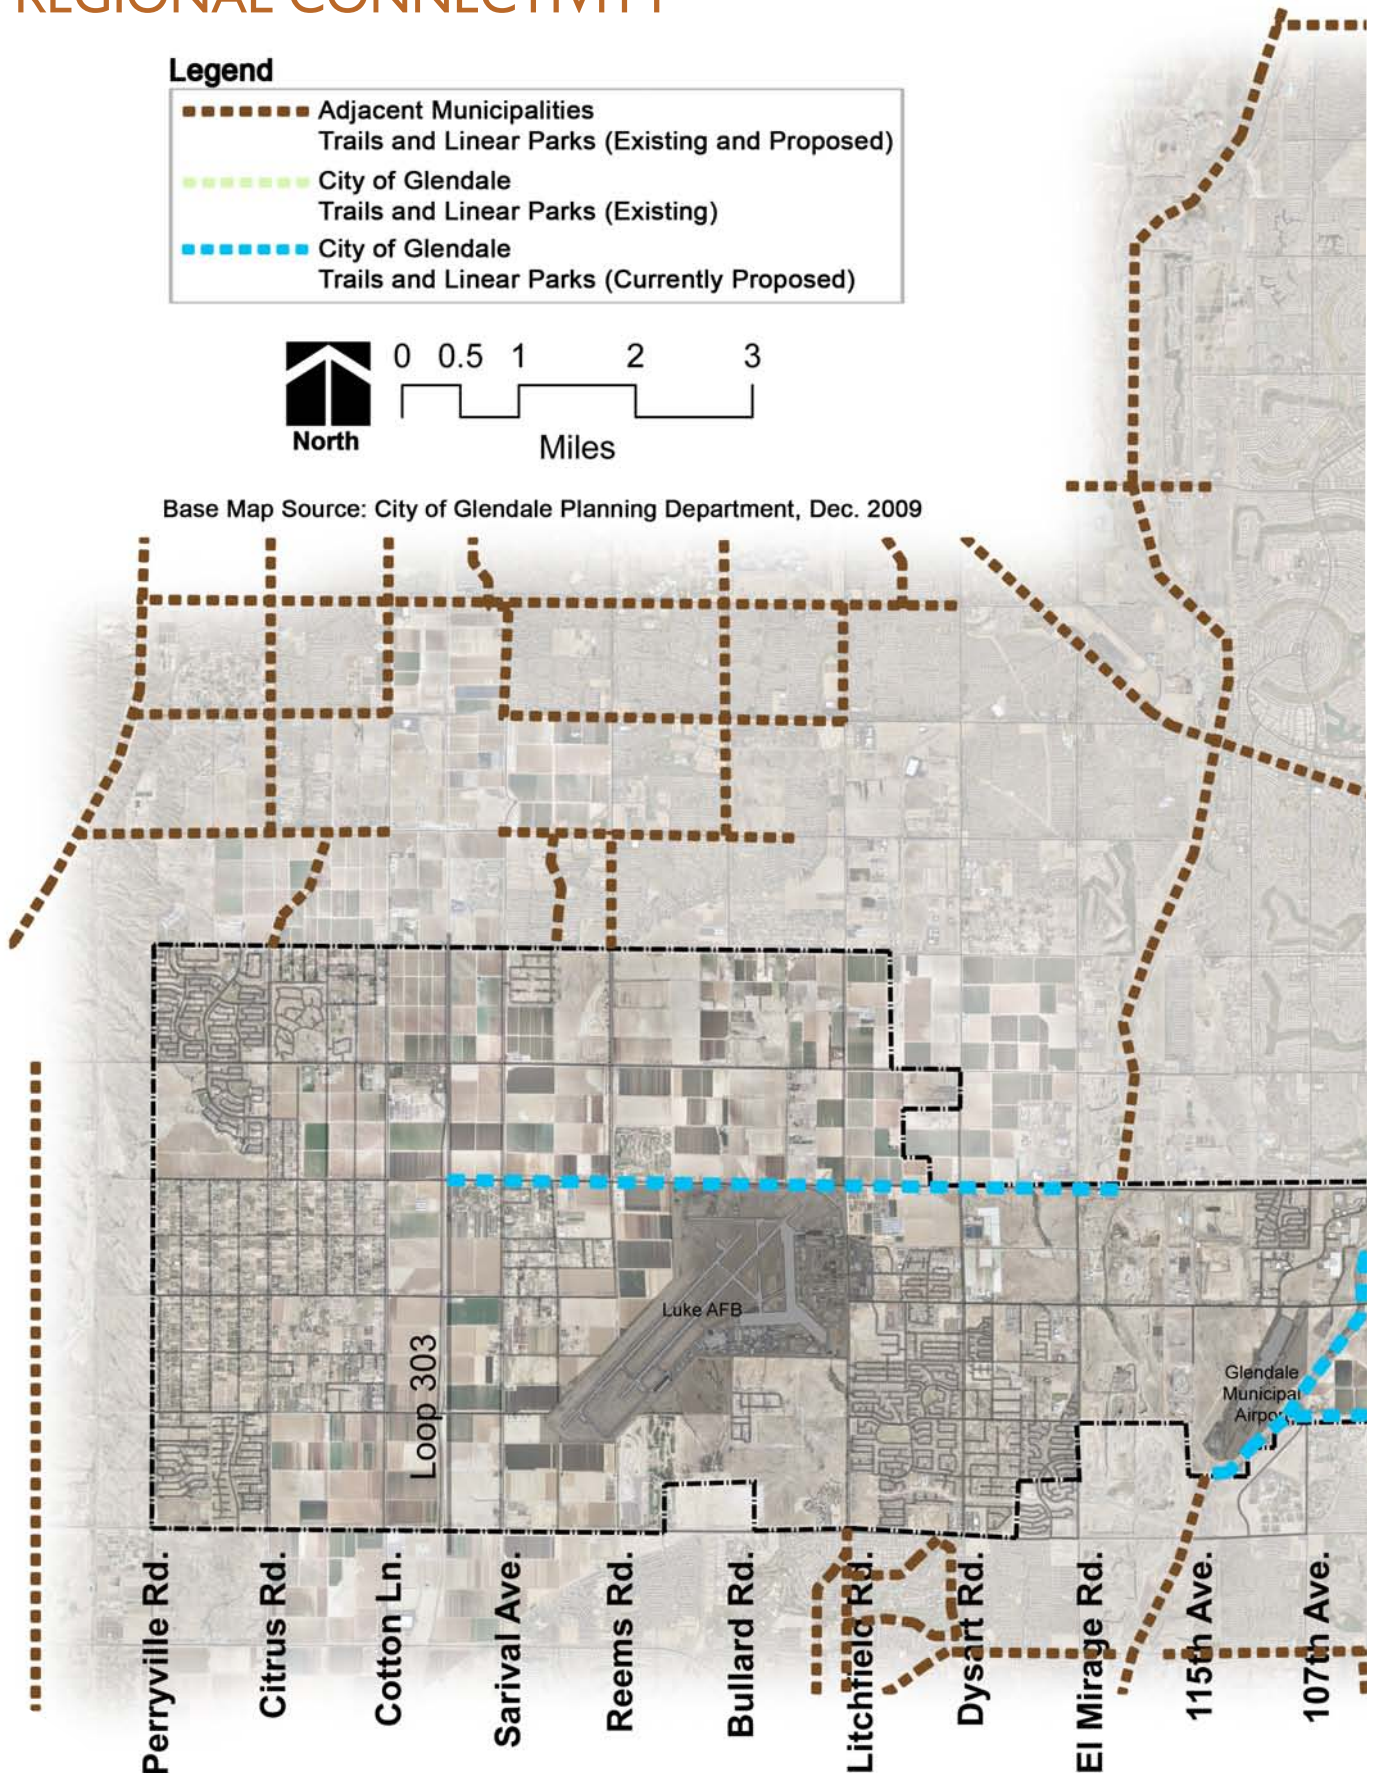 REGIONAL CONNECTIVITY
Legend
Adjacent Municipalities
Trails and Linear Parks (Existing and Proposed)
City of Glendale
Trails and Linear Parks (Existing)
City of Glendale
Trails and Linear Parks (Currently Proposed)
0 0.5 1 2 3
North
Miles
Base Map Source: City of Glendale Planning Department, Dec. 2009
Luke AFB
Loop 303
Glendale
Municipal
Airport
Perryville Rd.
Citrus Rd.
Cotton Ln.
Sarival Ave.
Reems Rd.
Bullard Rd.
Litchfield Rd.
Dysart Rd.
El Mirage Rd.
115th Ave.
107th Ave.